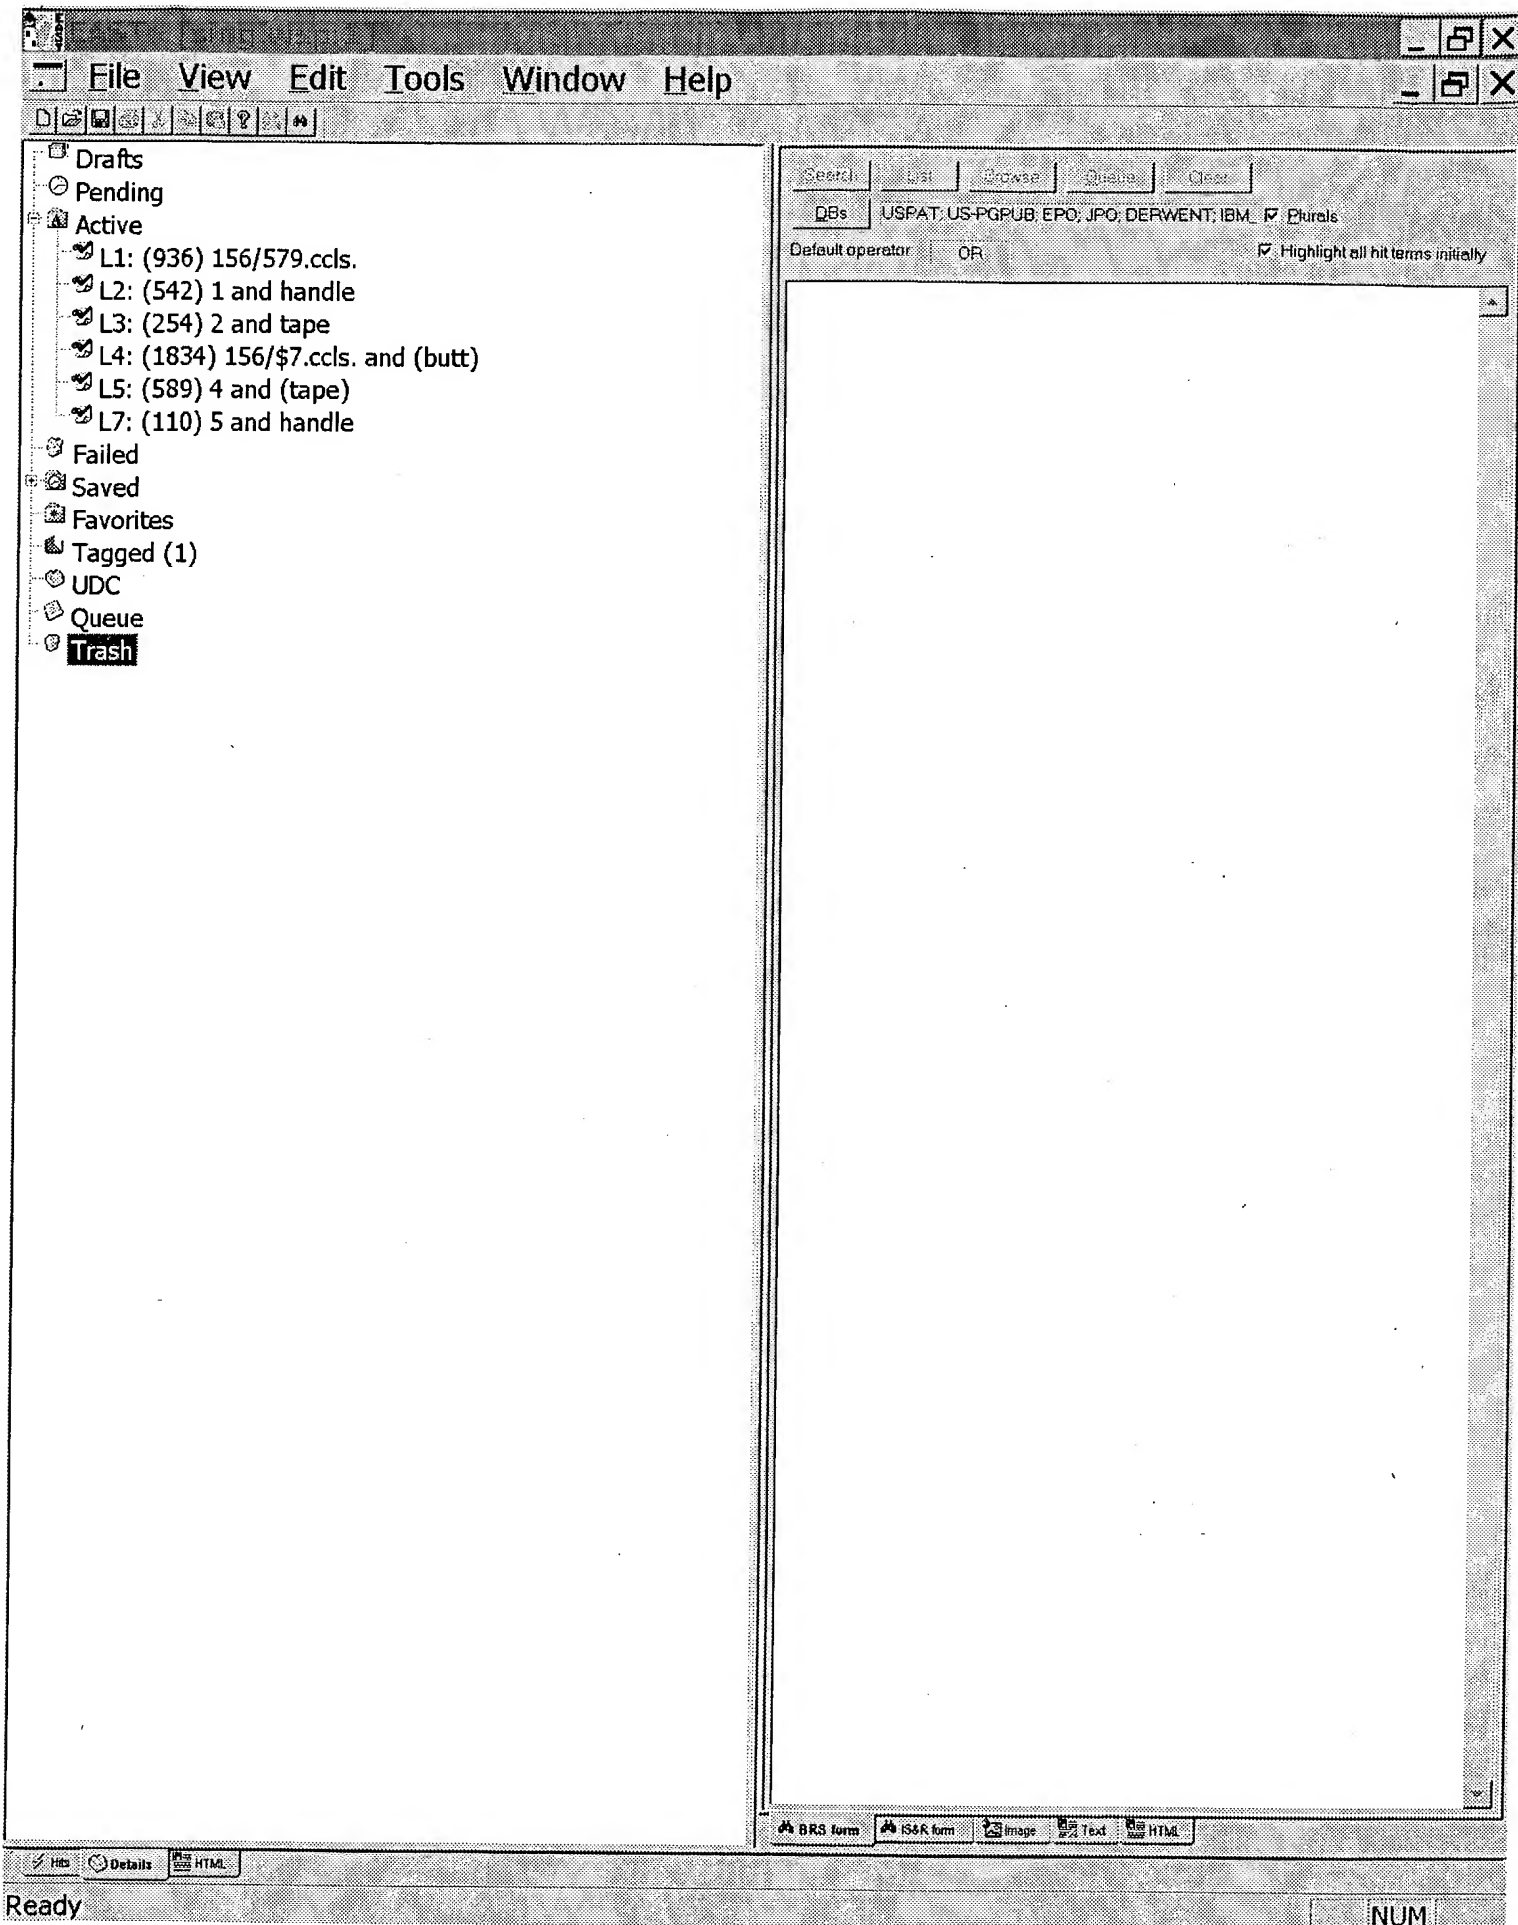 File View Edit Tools Window Help
Drafts
Pending
Active
L1: (936) 156/579.ccls.
L2: (542) 1 and handle
L3: (254) 2 and tape
L4: (1834) 156/$7.ccls. and (butt)
L5: (589) 4 and (tape)
L7: (110) 5 and handle
Failed
Saved
Favorites
Tagged (1)
UDC
Queue
Trash
Search List Browse Queue Clear
DBs USPAT; US-PGPUB; EPO; JPO; DERWENT; IBM_ Plurals
Default operator: OR Highlight all hit terms initially
BRS form IS&R form Image Text HTML
Hits Details HTML
Ready NUM